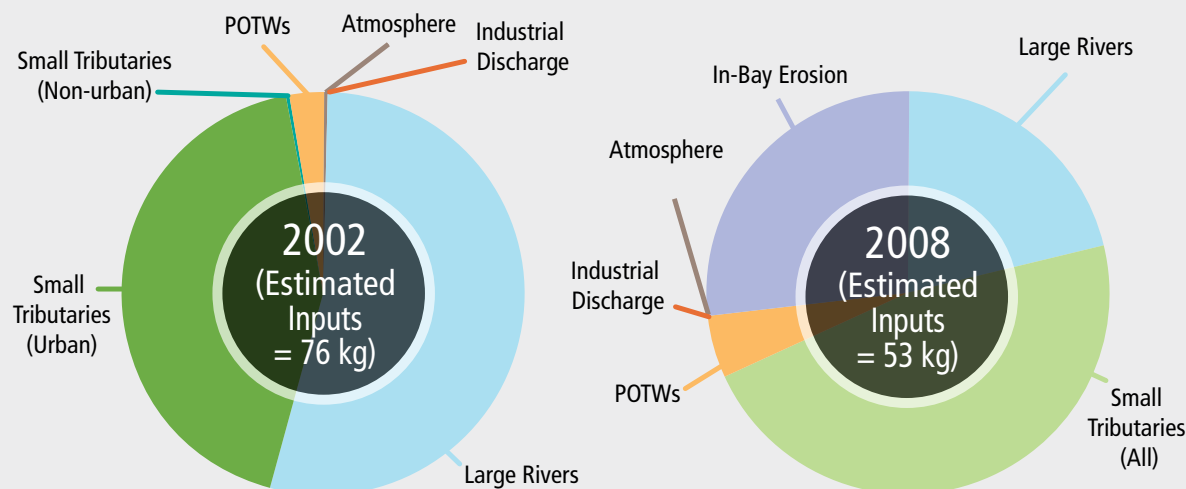 POTWs
Atmosphere
Industrial
Discharge
Small Tributaries
(Non-urban)
2002
(Estimated
Inputs
= 76 kg)
Small
Tributaries
(Urban)
Large Rivers
Large Rivers
In-Bay Erosion
Atmosphere
2008
(Estimated
Inputs
= 53 kg)
Industrial
Discharge
POTWs
Small
Tributaries
(All)